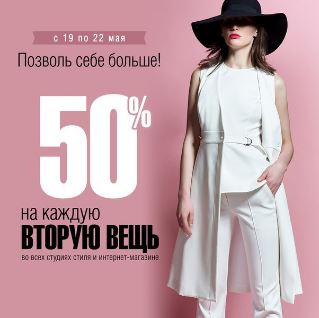 с 19 по 22 мая
Позволь себе больше!
50%
на каждую
ВТОРУЮ ВЕЩЬ
во всех студиях стиля и интернет-магазине